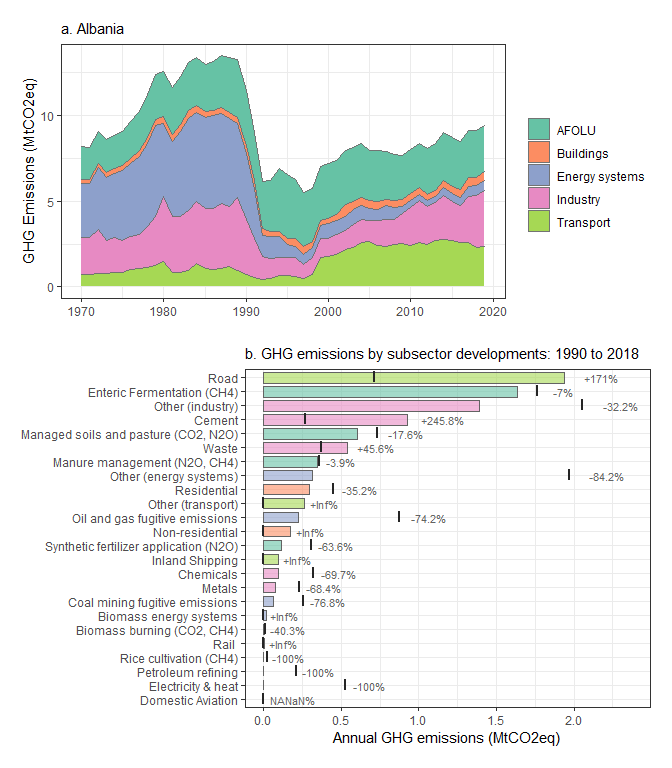 a. Albania
GHG Emissions (MtCO2eq)
10
5
0
1970 1980 1990 2000 2010 2020
AFOLU
Buildings
Energy systems
Industry
Transport
b. GHG emissions by subsector developments: 1990 to 2018
Road +171%
Enteric Fermentation (CH4) -7%
Other (industry) -32.2%
Cement +245.8%
Managed soils and pasture (CO2, N2O) -17.6%
Waste +45.6%
Manure management (N2O, CH4) -3.9%
Other (energy systems) -84.2%
Residential -35.2%
Other (transport) +Inf%
Oil and gas fugitive emissions -74.2%
Non-residential +Inf%
Synthetic fertilizer application (N2O) -63.6%
Inland Shipping +Inf%
Chemicals -69.7%
Metals -68.4%
Coal mining fugitive emissions -76.8%
Biomass energy systems +Inf%
Biomass burning (CO2, CH4) -40.3%
Rail +Inf%
Rice cultivation (CH4) -100%
Petroleum refining -100%
Electricity & heat -100%
Domestic Aviation NANaN%
0.0 0.5 1.0 1.5 2.0
Annual GHG emissions (MtCO2eq)